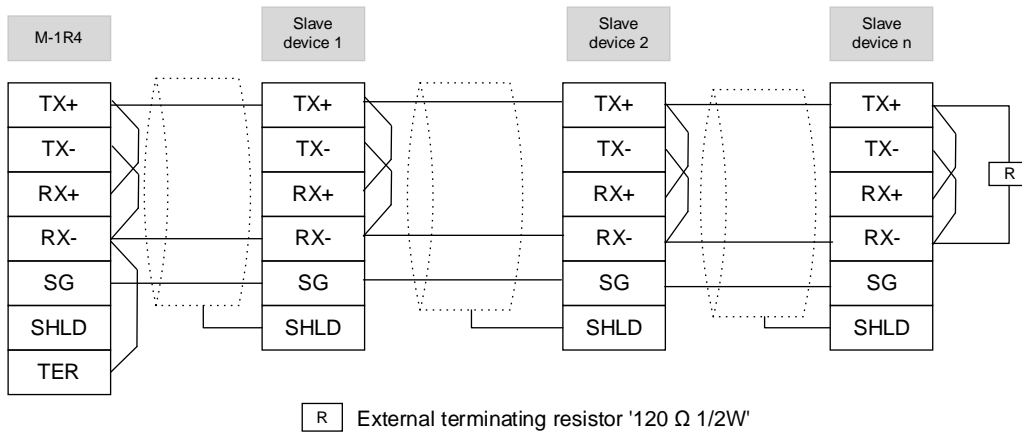 M-1R4
Slave
device 1
Slave
device 2
Slave
device n
TX+
TX-
RX+
RX-
SG
SHLD
TER
TX+
TX-
RX+
RX-
SG
SHLD
TX+
TX-
RX+
RX-
SG
SHLD
TX+
TX-
RX+
RX-
SG
SHLD
R
R External terminating resistor '120 Ω 1/2W'